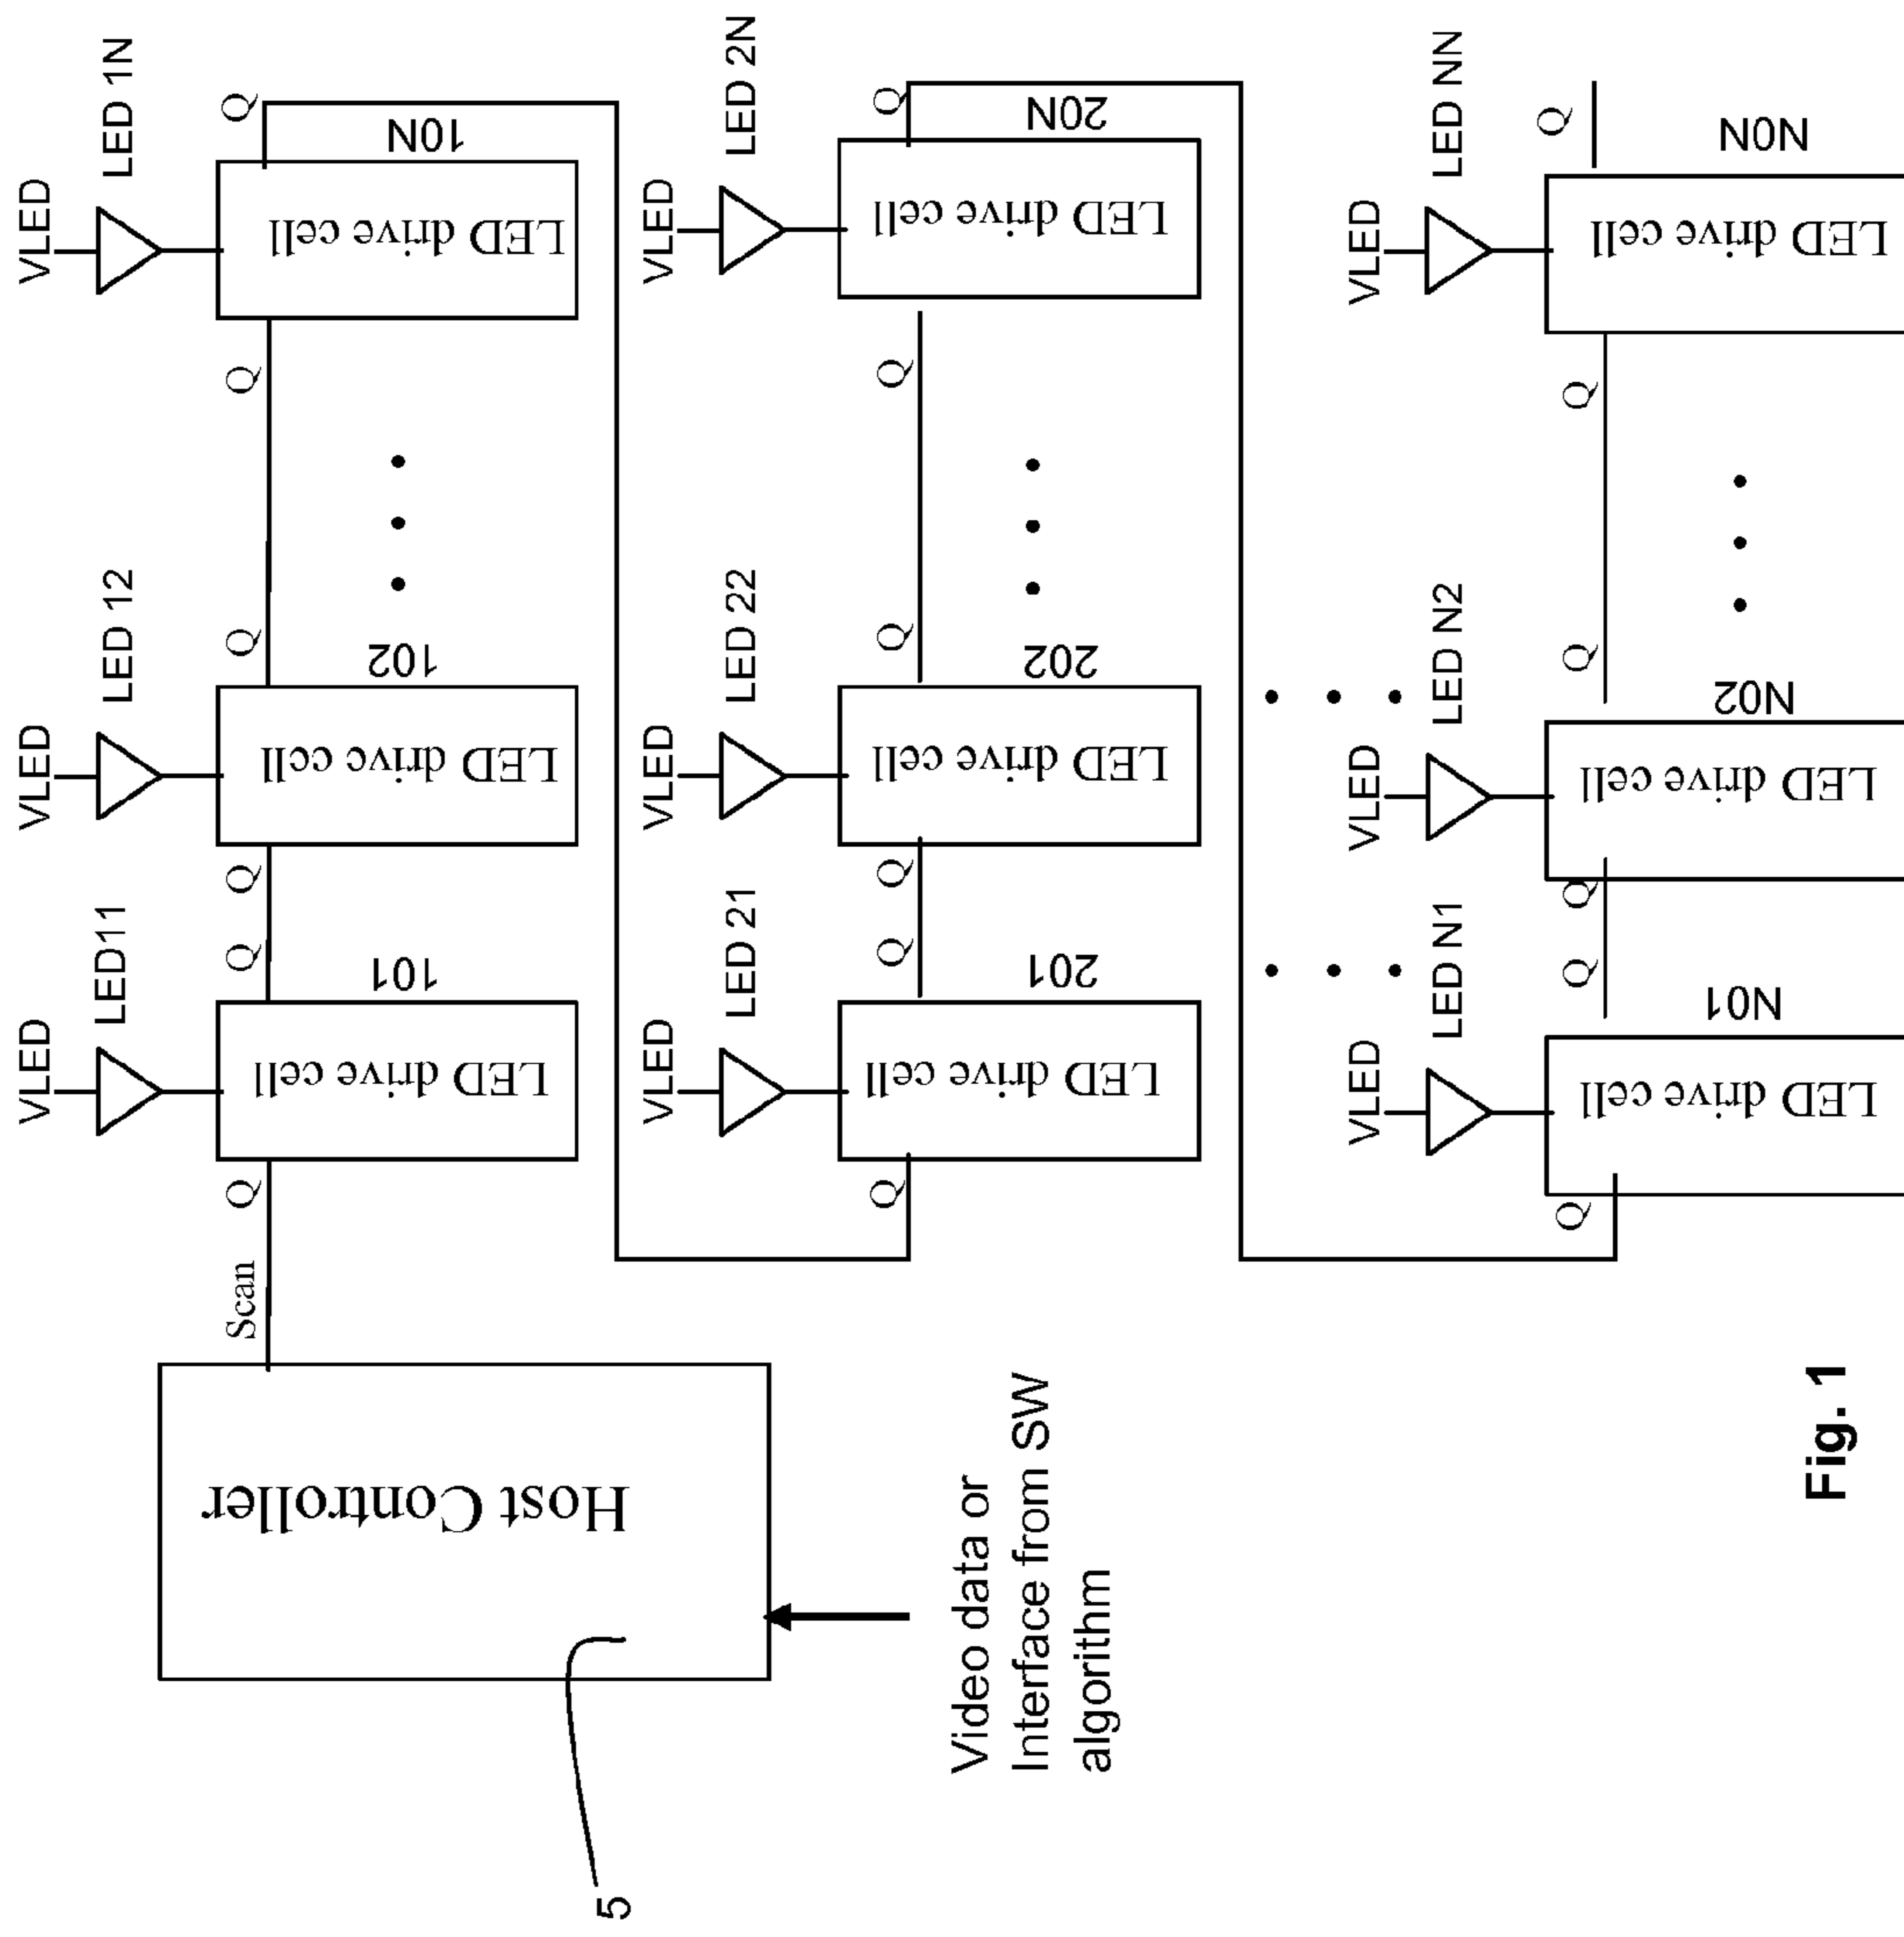 VLED
VLED
VLED
LED11
LED 12
LED 1N
Scan
Q
Q
Q
Q
Q
Q
Host Controller
LED drive cell
LED drive cell
LED drive cell
101
102
10N
5
VLED
VLED
VLED
LED 21
LED 22
LED 2N
Q
Q
Q
Q
Q
Q
LED drive cell
LED drive cell
LED drive cell
201
202
20N
Video data or
Interface from SW
algorithm
VLED
VLED
VLED
LED N1
LED N2
LED NN
Q
Q
Q
Q
Q
Q
LED drive cell
LED drive cell
LED drive cell
N01
N02
N0N
Fig. 1